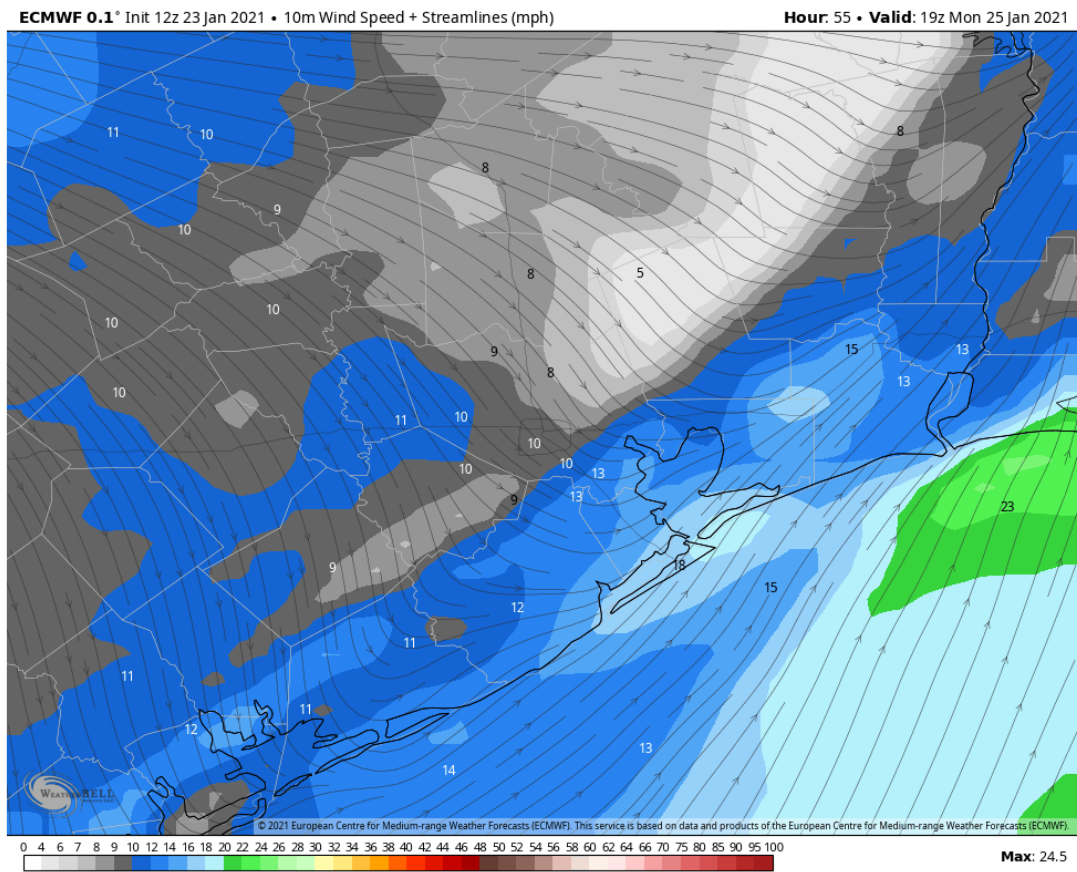 ECMWF 0.1° Init 12z 23 Jan 2021 • 10m Wind Speed + Streamlines (mph) Hour: 55 • Valid: 19z Mon 25 Jan 2021
11 10 8
8
9
10
8 5
10
10
9 15 13
8 13
10
11 10
10
10 10 13
9 13
23
18
9 15
12
11
11
11
12
13
14
WeatherBELL
© 2021 European Centre for Medium-range Weather Forecasts (ECMWF). This service is based on data and products of the European Centre for Medium-range Weather Forecasts (ECMWF).
0 4 6 7 8 9 10 12 14 16 17 18 20 22 24 26 28 30 32 34 36 38 40 42 44 46 48 50 52 54 56 58 60 62 64 66 70 75 80 85 90 95 100
Max: 24.5